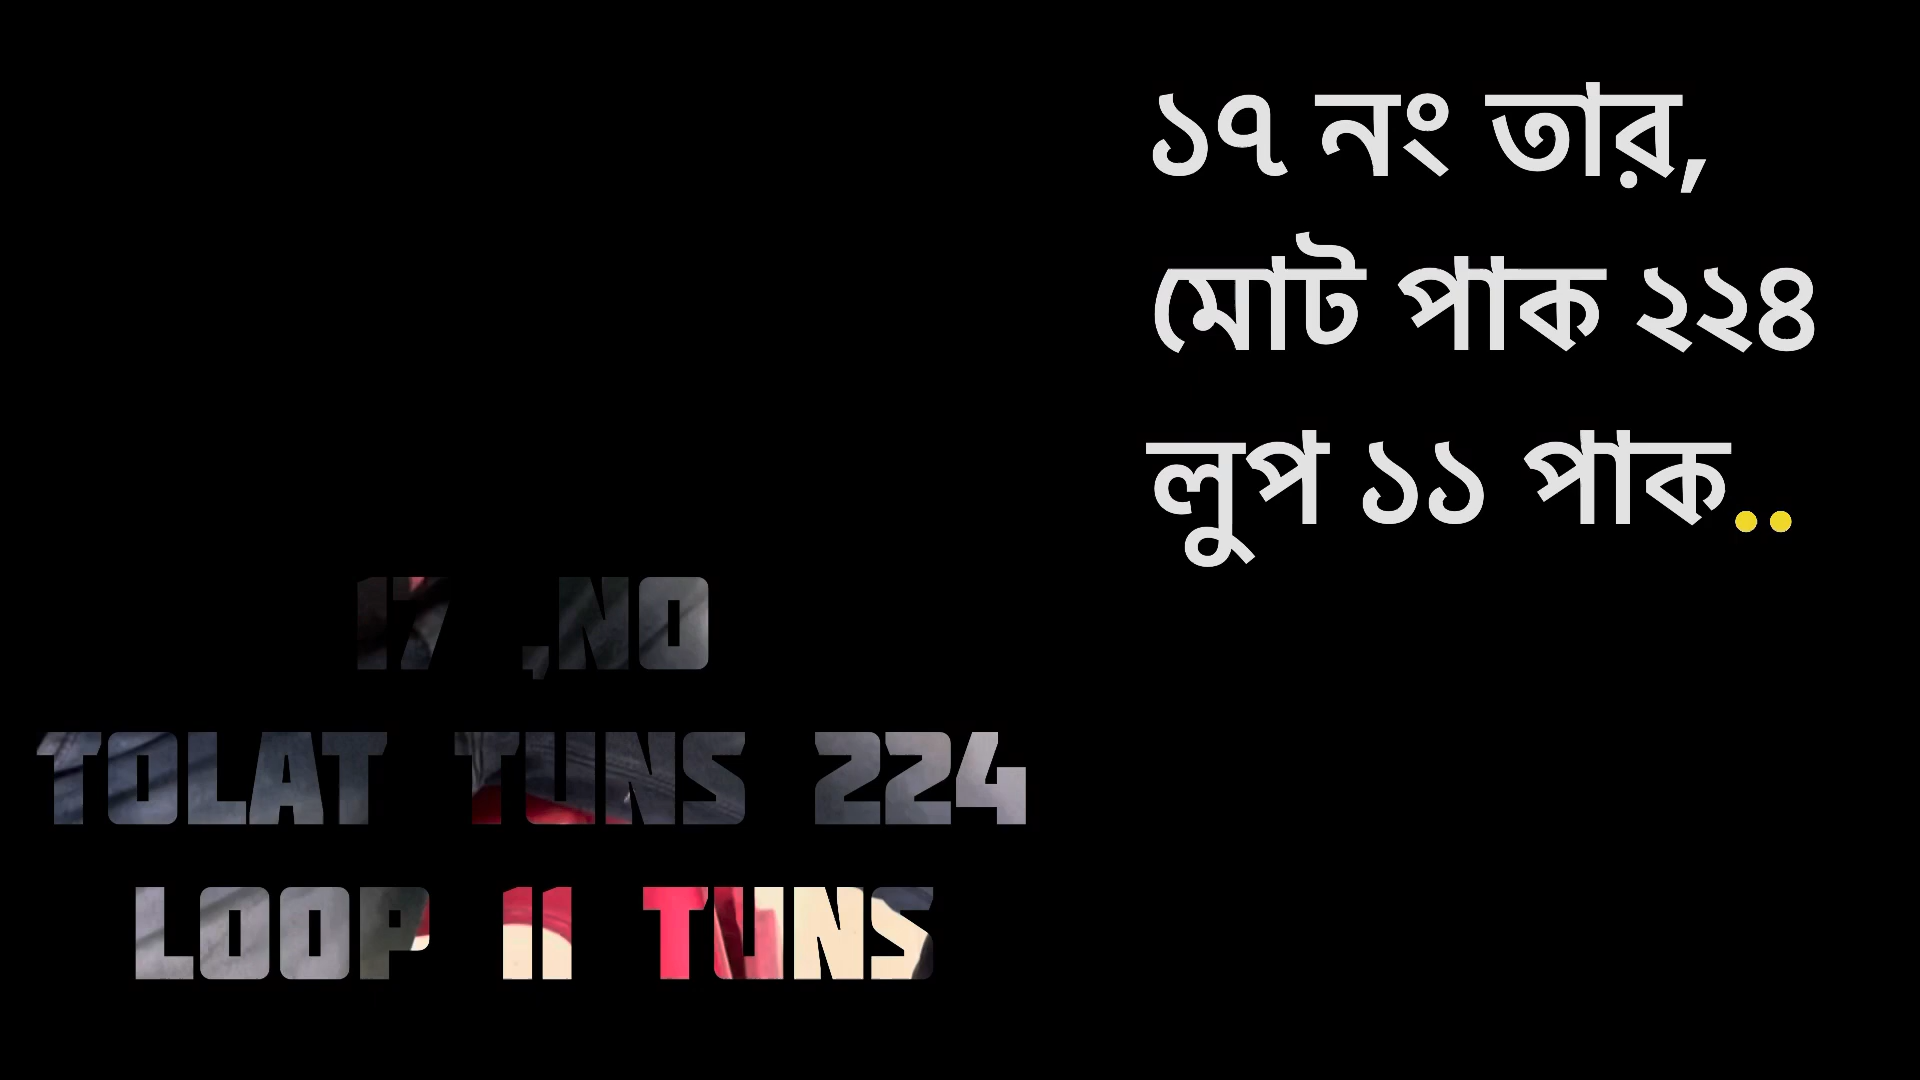 ১৭ নং তার,
মোট পাক ২২৪
লুপ ১১ পাক..
17 ,NO
TOLAT TUNS 224
LOOP 11 TUNS